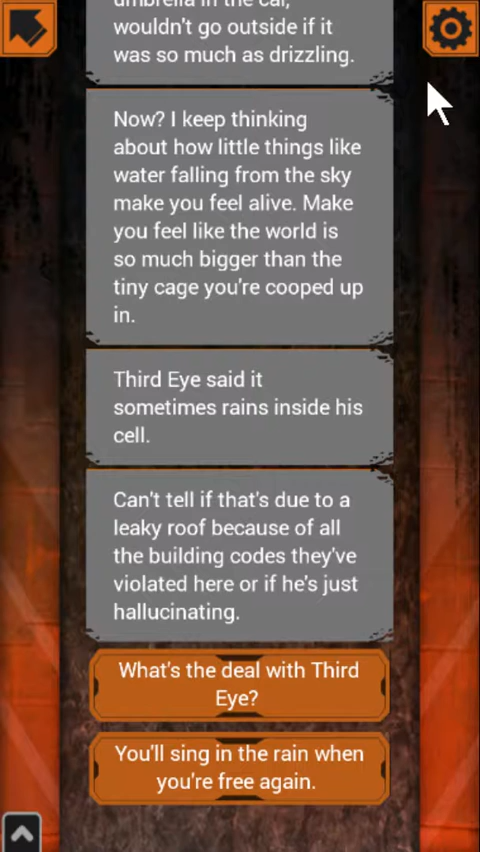 umbrella in the car,
wouldn't go outside if it
was so much as drizzling.
Now? I keep thinking
about how little things like
water falling from the sky
make you feel alive. Make
you feel like the world is
so much bigger than the
tiny cage you're cooped up
in.
Third Eye said it
sometimes rains inside his
cell.
Can't tell if that's due to a
leaky roof because of all
the building codes they've
violated here or if he's just
hallucinating.
What's the deal with Third
Eye?
You'll sing in the rain when
you're free again.